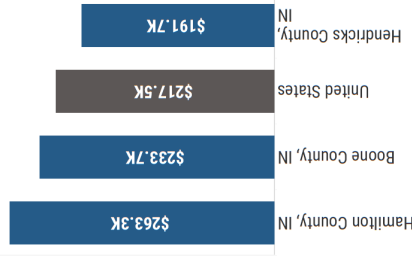 Hamilton County, IN
$263.3K
Boone County, IN
$233.7K
United States
$217.5K
Hendricks County,
IN
$191.7K